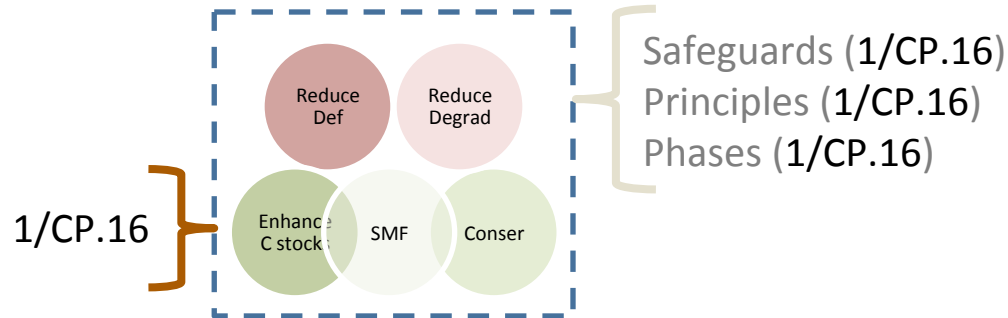 Reduce
Def
Reduce
Degrad
Safeguards (1/CP.16)
Principles (1/CP.16)
Phases (1/CP.16)
1/CP.16
Enhance
C stocks
SMF
Conser